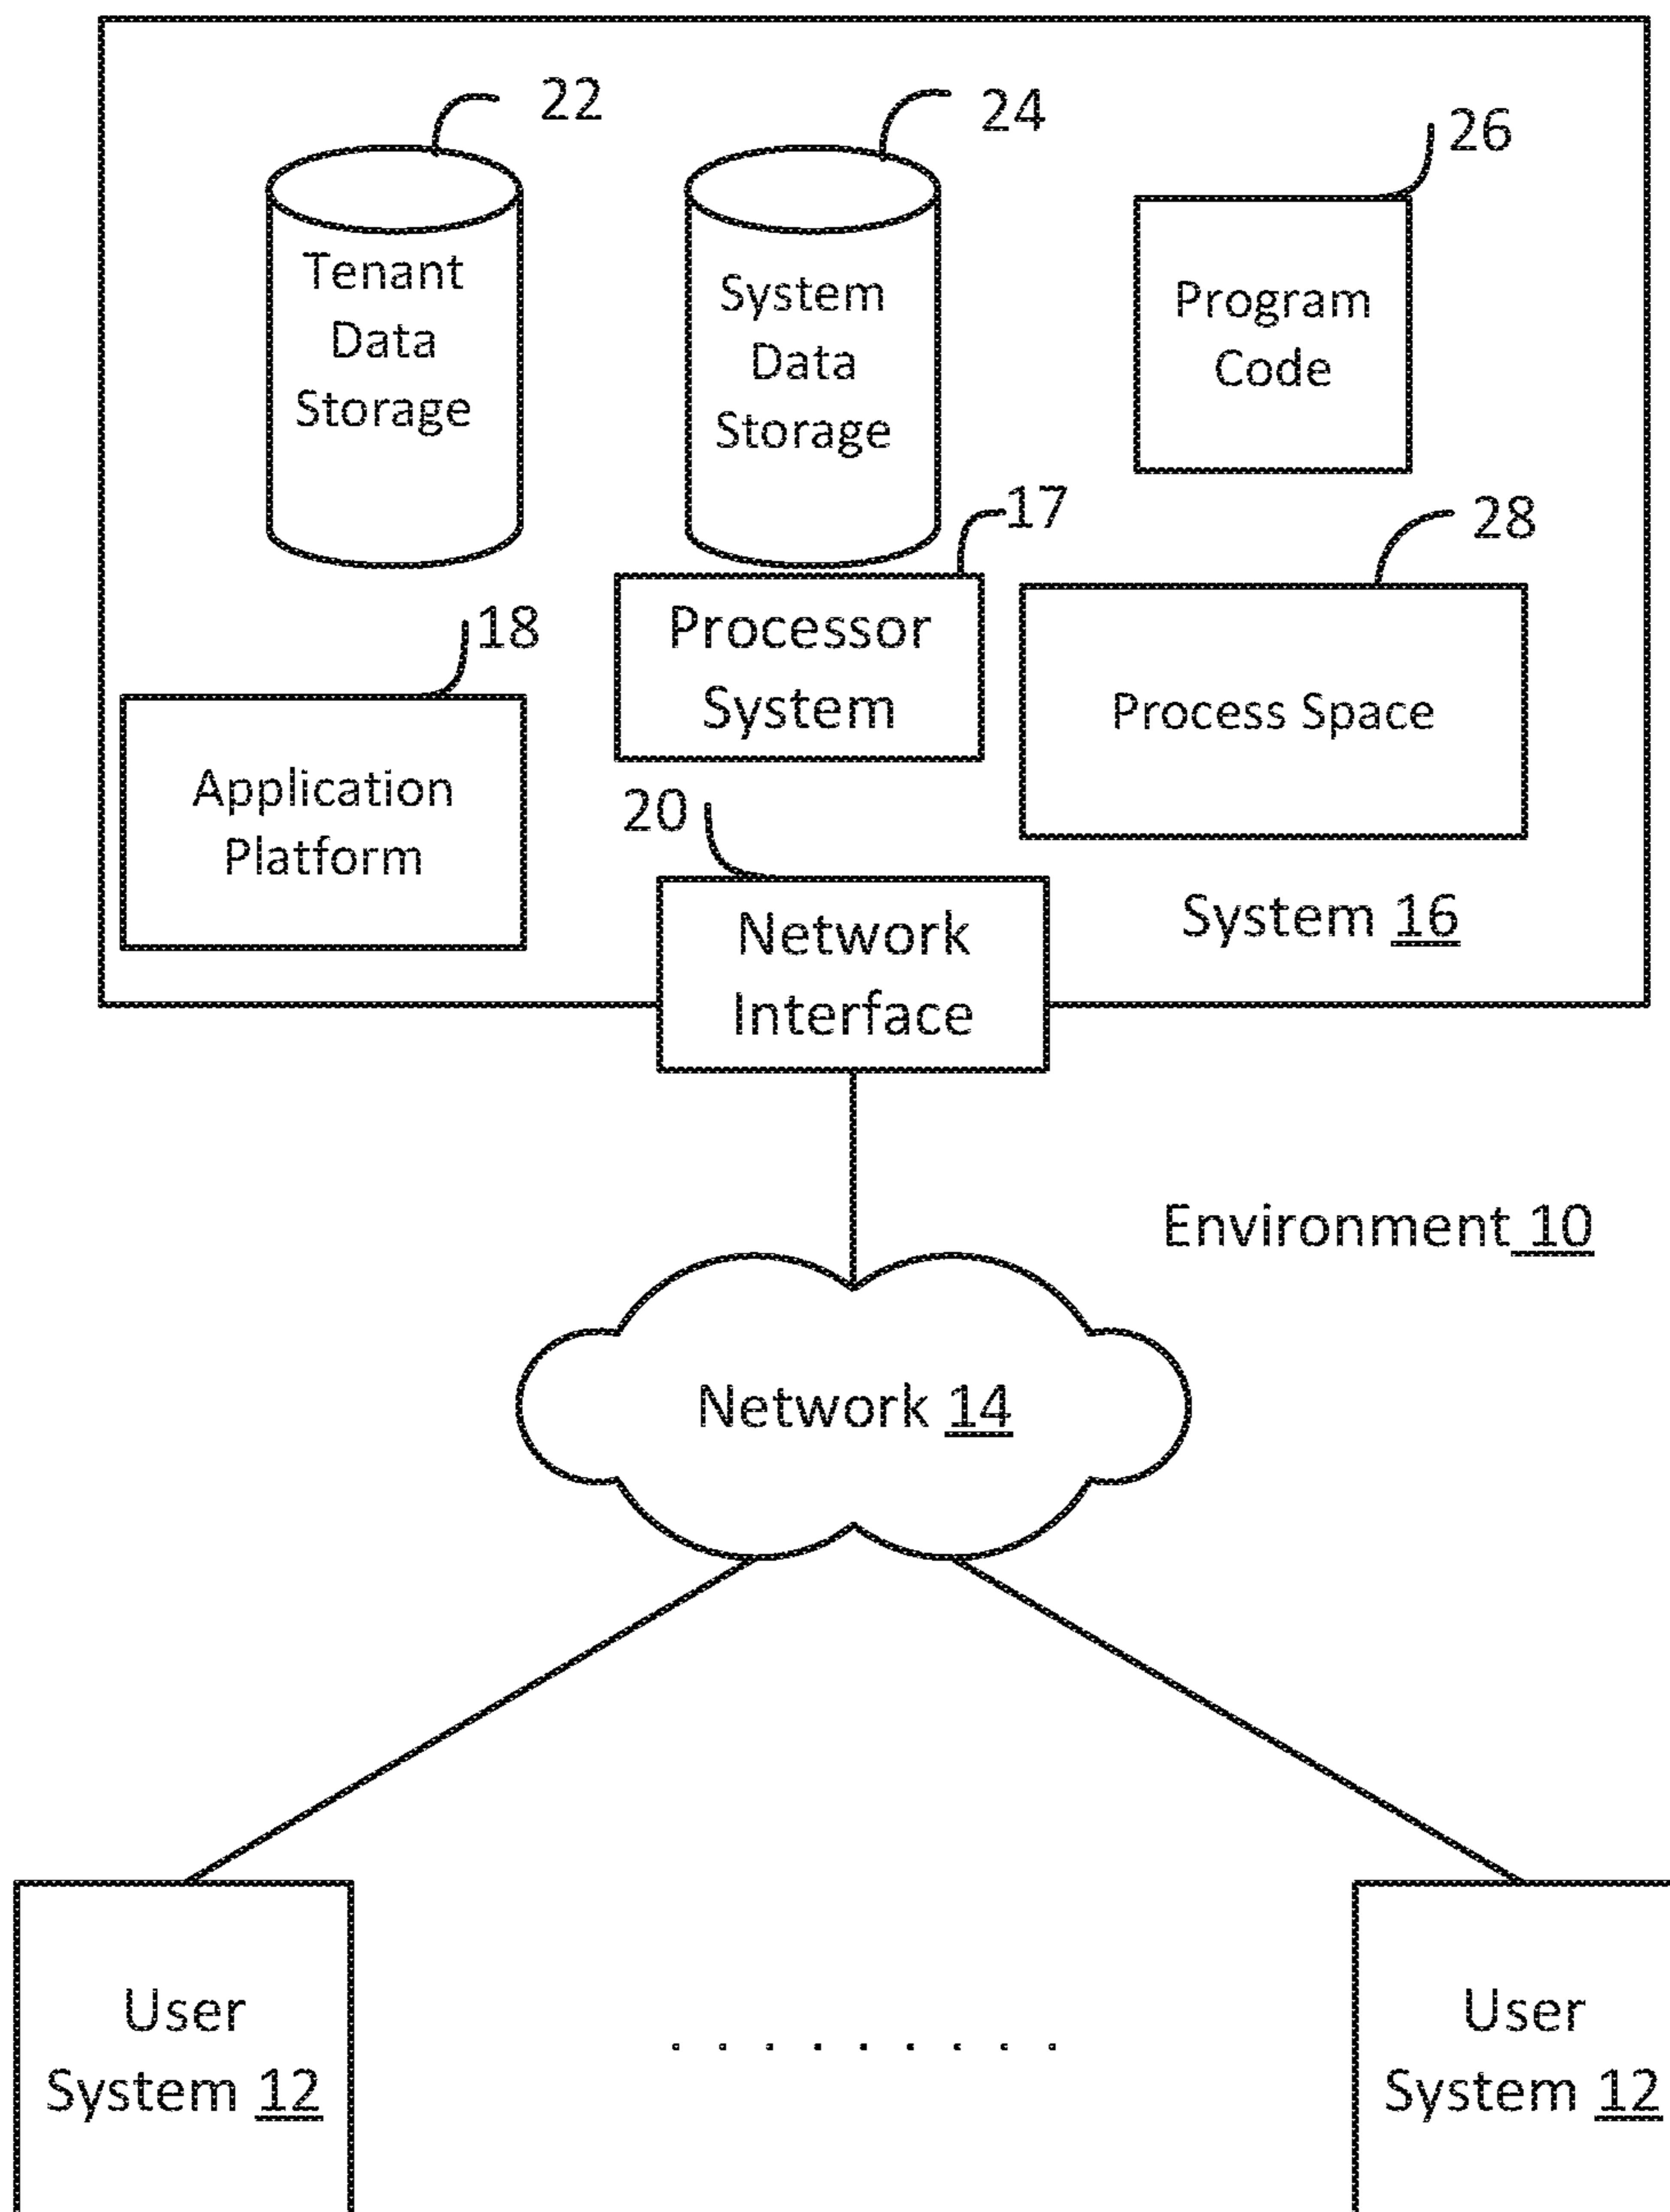 22
24
26
Tenant
Data
Storage
System
Data
Storage
Program
Code
17
28
18
Processor
System
Process Space
Application
Platform
20
Network
Interface
System 16
Environment 10
Network 14
User
System 12
.........
User
System 12